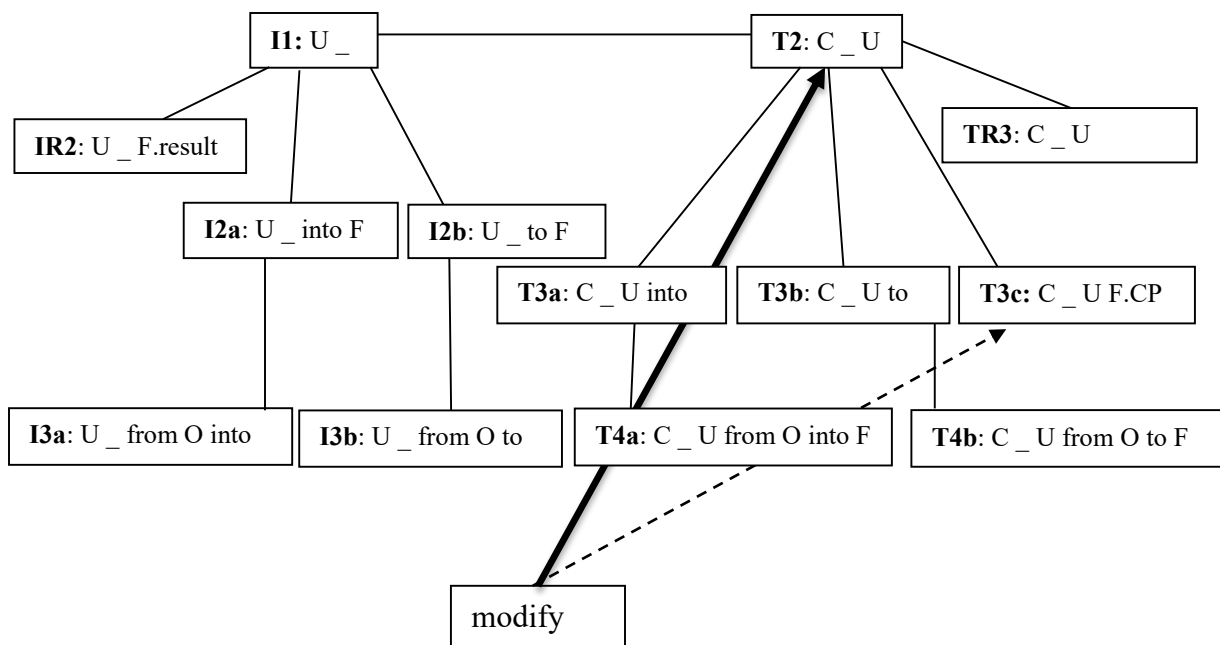 I1: U _
T2: C _ U
IR2: U _ F.result
TR3: C _ U
I2a: U _ into F
I2b: U _ to F
T3a: C _ U into
T3b: C _ U to
T3c: C _ U F.CP
I3a: U _ from O into
I3b: U _ from O to
T4a: C _ U from O into F
T4b: C _ U from O to F
modify